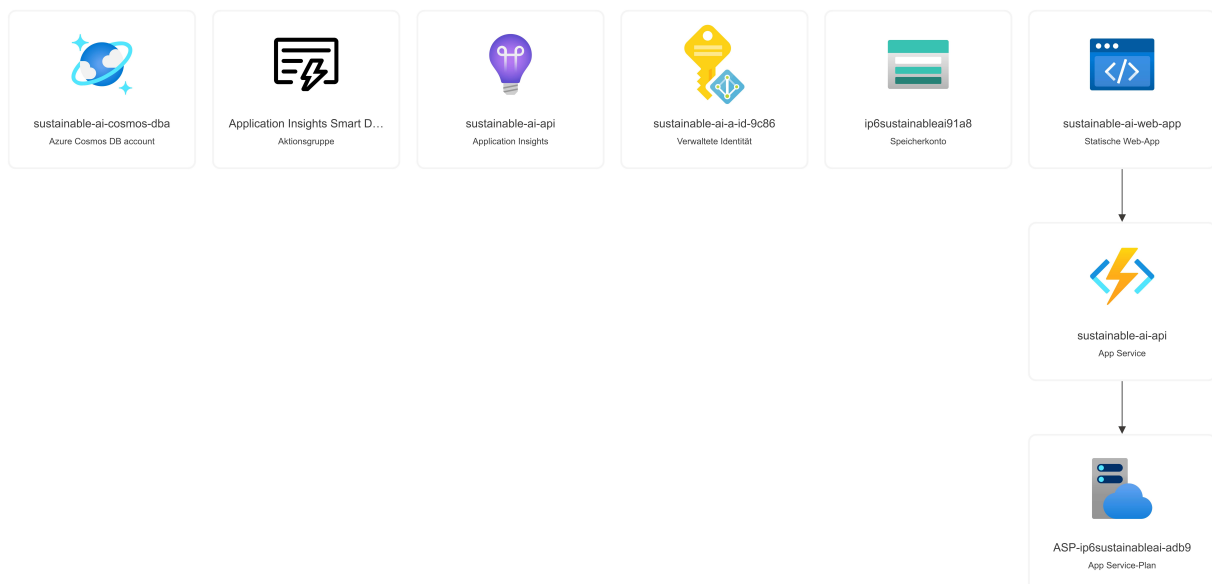 sustainable-ai-cosmos-dba
Azure Cosmos DB account
Application Insights Smart D…
Aktionsgruppe
sustainable-ai-api
Application Insights
sustainable-ai-a-id-9c86
Verwaltete Identität
ip6sustainableai91a8
Speicherkonto
sustainable-ai-web-app
Statische Web-App
sustainable-ai-api
App Service
ASP-ip6sustainableai-adb9
App Service-Plan